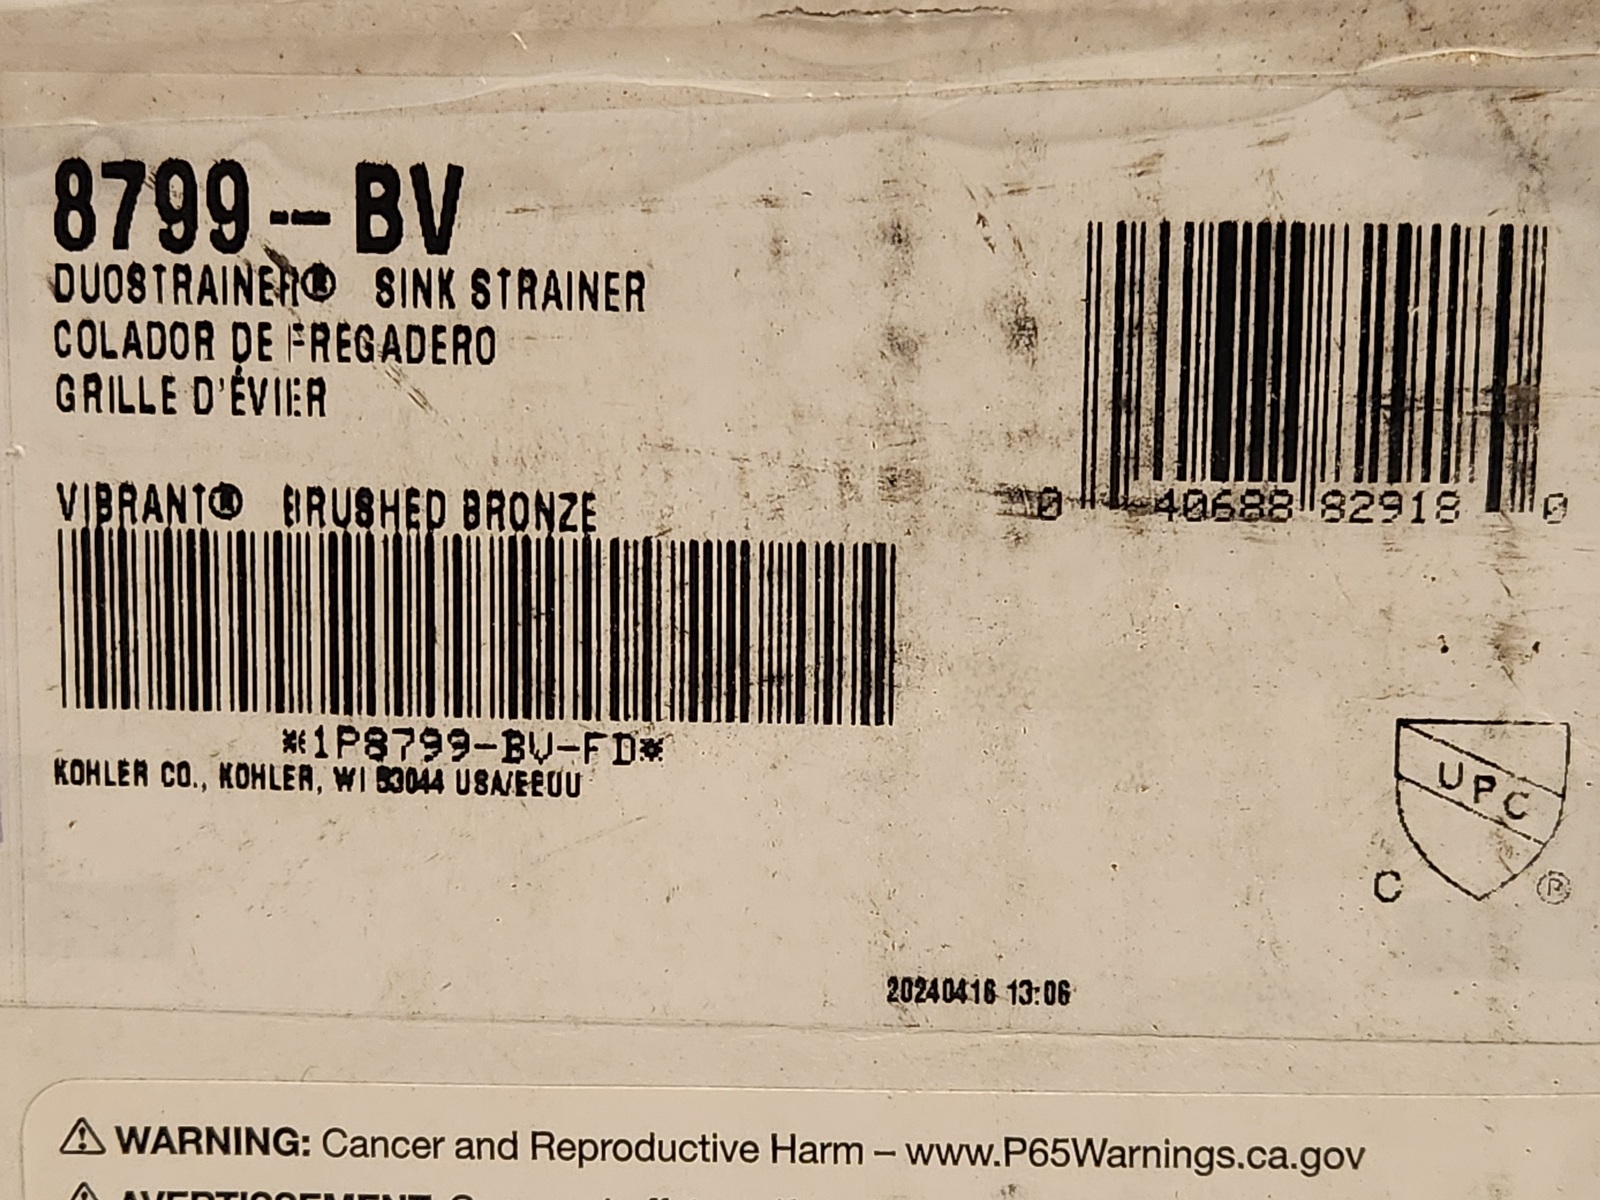 8799--BV
DUOSTRAINER® SINK STRAINER
COLADOR DE FREGADERO
GRILLE D'ÉVIER
VIBRANT® BRUSHED BRONZE
0 40688 82918 0
*1P8799-BV-FD*
KOHLER CO., KOHLER, WI 53044 USA/EEUU
UPC
C ®
20240416 13:06
⚠ WARNING: Cancer and Reproductive Harm – www.P65Warnings.ca.gov
⚠ AVERTISSEMENT